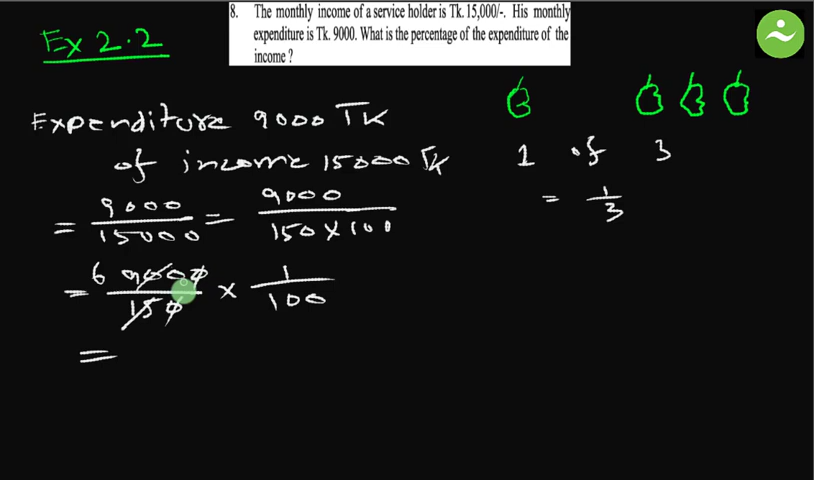 Ex 2.2
8. The monthly income of a service holder is Tk. 15,000/-. His monthly
expenditure is Tk. 9000. What is the percentage of the expenditure of the
income ?
Expenditure 9000 Tk
of income 15000 Tk
= 9000/15000 = 9000/150 x 100
= 6 9000/150 x 1/100
=
1 of 3
= 1/3